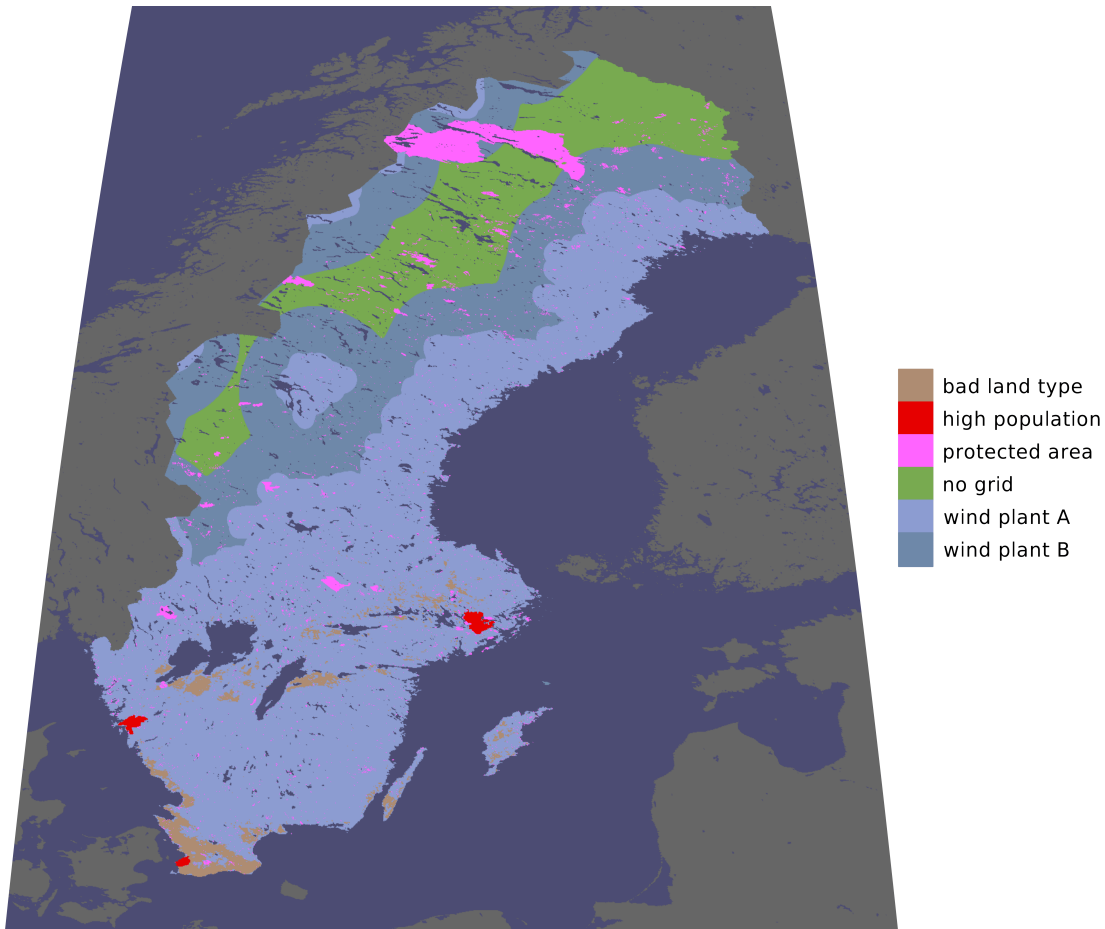 bad land type
high population
protected area
no grid
wind plant A
wind plant B